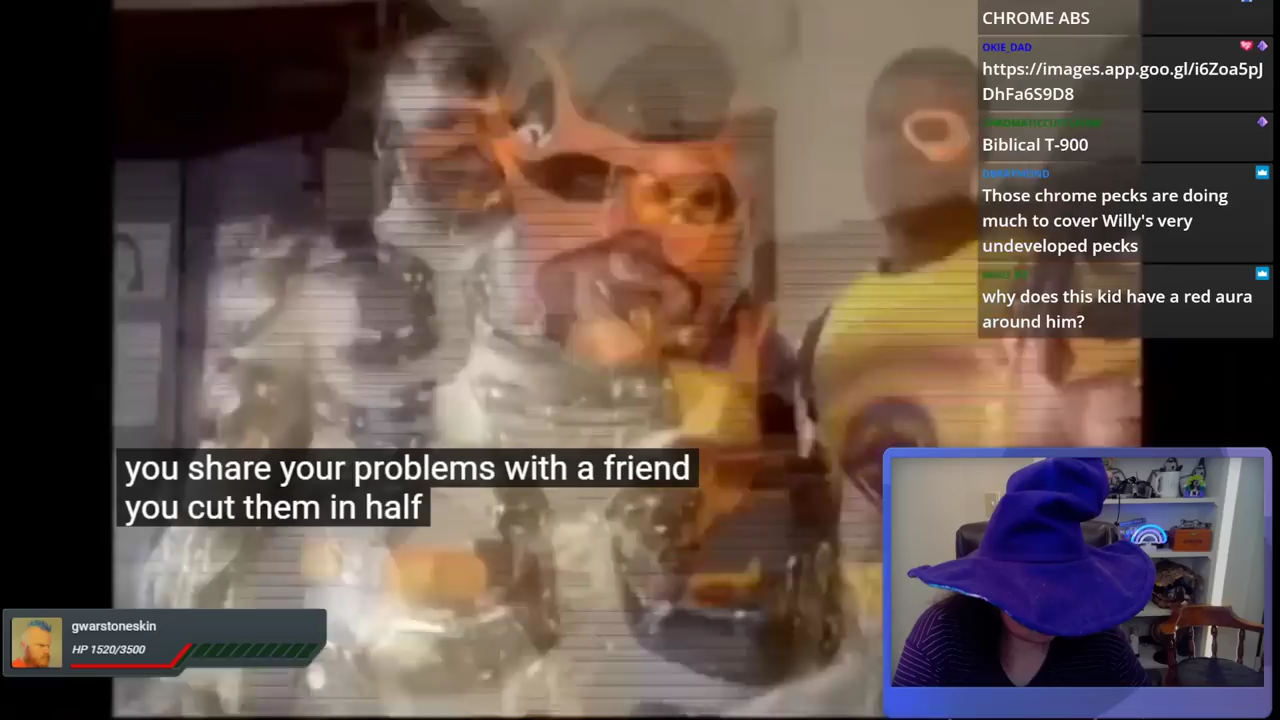 CHROME ABS
OKIE_DAD
https://images.app.goo.gl/i6Zoa5pJ
DhFa6S9D8
Biblical T-900
Those chrome pecks are doing
much to cover Willy's very
undeveloped pecks
why does this kid have a red aura
around him?
you share your problems with a friend
you cut them in half
gwarstoneskin
HP 1520/3500